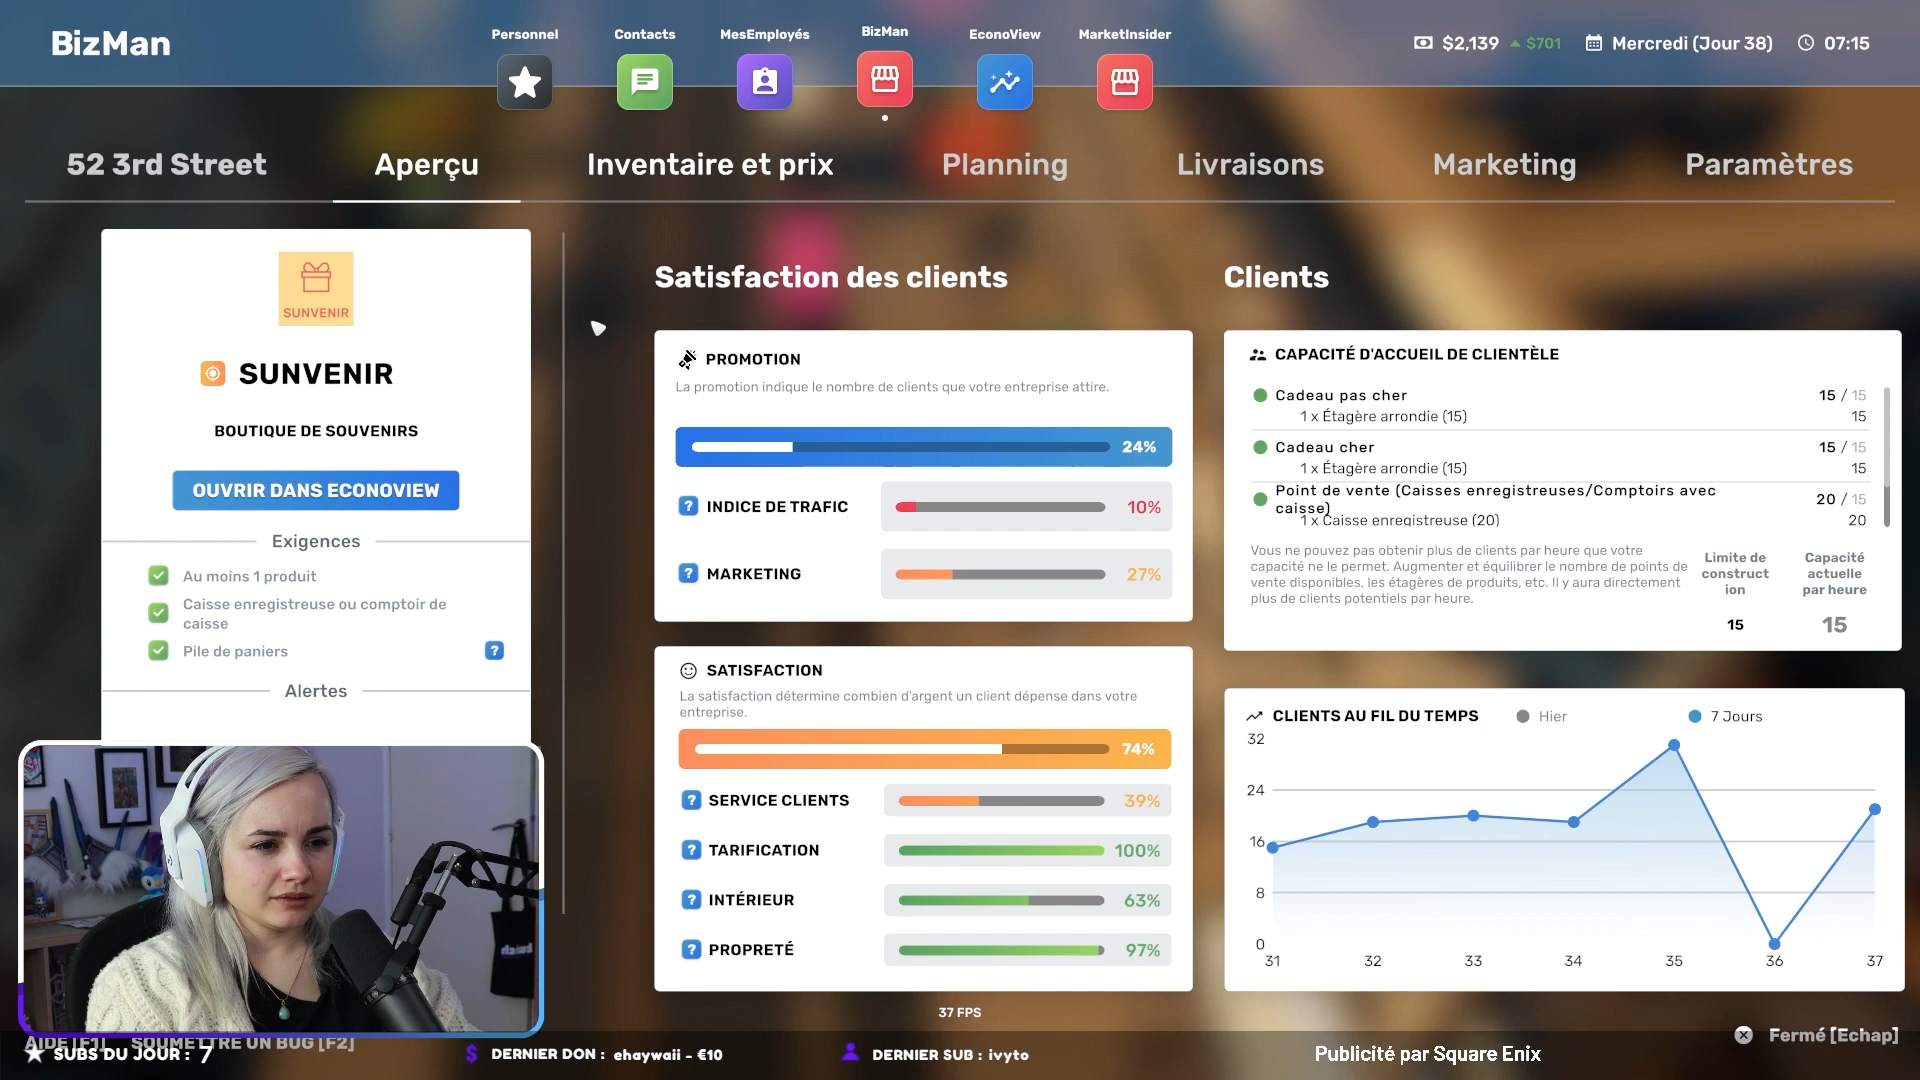 BizMan
Personnel
Contacts
MesEmployés
BizMan
EconoView
MarketInsider
$2,139
$701
Mercredi (Jour 38)
07:15
52 3rd Street
Aperçu
Inventaire et prix
Planning
Livraisons
Marketing
Paramètres
SUNVENIR
SUNVENIR
BOUTIQUE DE SOUVENIRS
OUVRIR DANS ECONOVIEW
Exigences
Au moins 1 produit
Caisse enregistreuse ou comptoir de
caisse
Pile de paniers
?
Alertes
Satisfaction des clients
PROMOTION
La promotion indique le nombre de clients que votre entreprise attire.
24%
? INDICE DE TRAFIC 10%
? MARKETING 27%
SATISFACTION
La satisfaction détermine combien d'argent un client dépense dans votre
entreprise.
74%
? SERVICE CLIENTS 39%
? TARIFICATION 100%
? INTÉRIEUR 63%
? PROPRETÉ 97%
Clients
CAPACITÉ D'ACCUEIL DE CLIENTÈLE
Cadeau pas cher 15 / 15
1 x Étagère arrondie (15) 15
Cadeau cher 15 / 15
1 x Étagère arrondie (15) 15
Point de vente (Caisses enregistreuses/Comptoirs avec
caisse) 20 / 15
1 x Caisse enregistreuse (20) 20
Vous ne pouvez pas obtenir plus de clients par heure que votre
capacité ne le permet. Augmenter et équilibrer le nombre de points de
vente disponibles, les étagères de produits, etc. Il y aura directement
plus de clients potentiels par heure.
Limite de
construct
ion
15
Capacité
actuelle
par heure
15
CLIENTS AU FIL DU TEMPS
Hier
7 Jours
32
24
16
8
0
31 32 33 34 35 36 37
37 FPS
Fermé [Echap]
AIDE [F1] SOUMETTRE UN BUG [F2]
SUBS DU JOUR : 7
DERNIER DON : ehaywaii - €10
DERNIER SUB : ivyto
Publicité par Square Enix